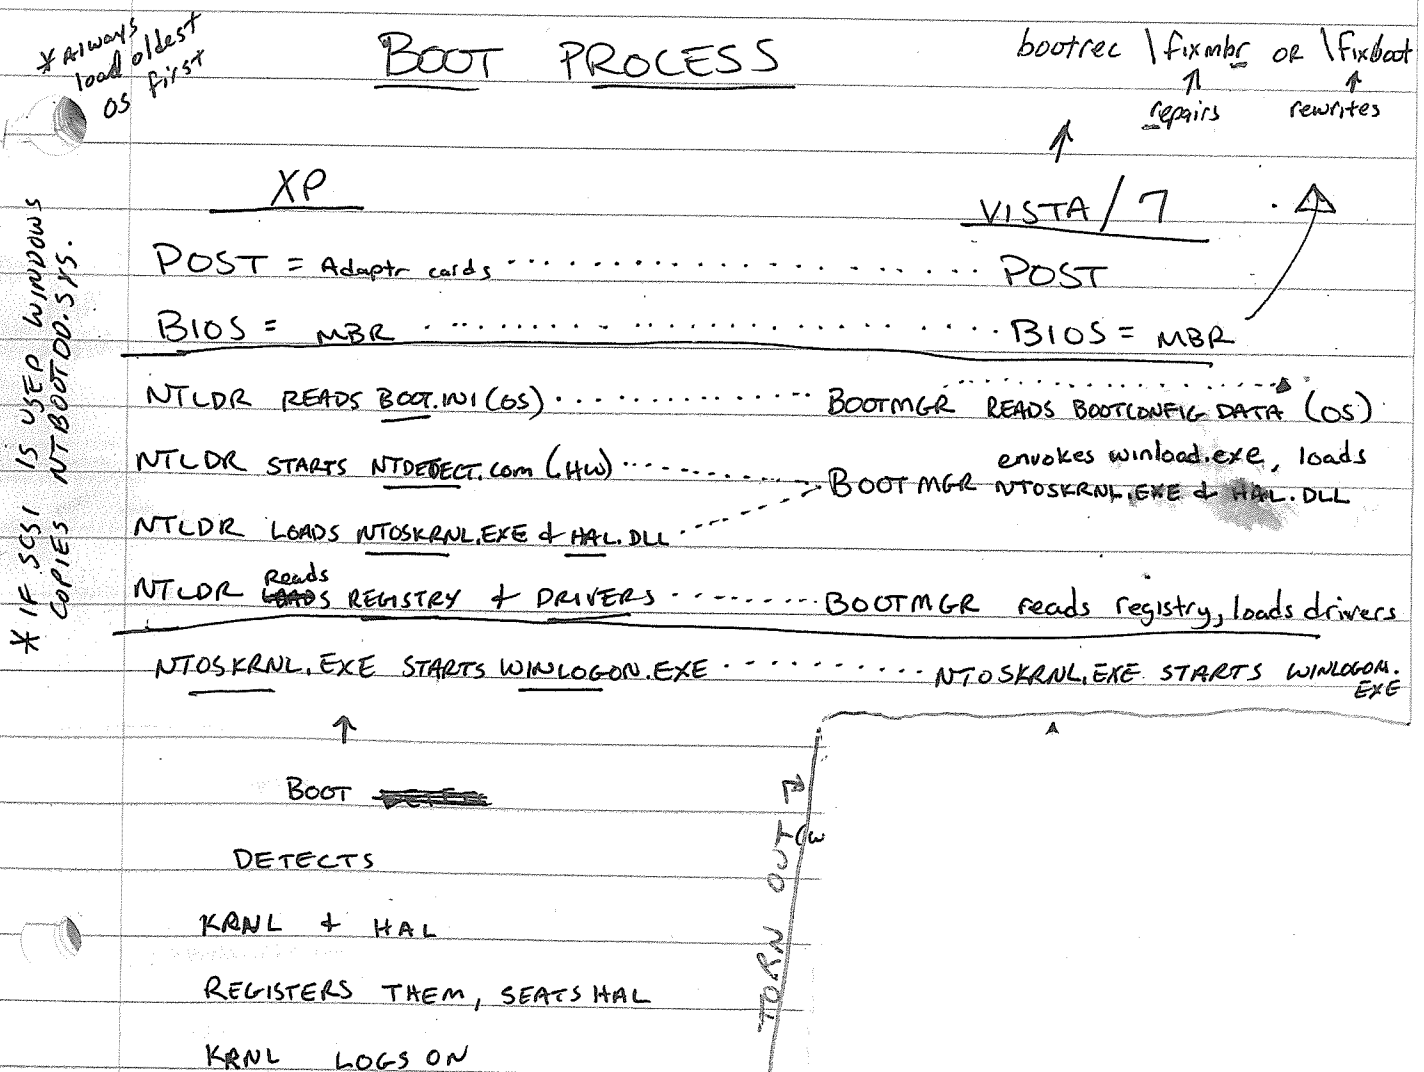 * Always
load oldest
OS first
BOOT PROCESS
bootrec \fixmbr OR \fixboot
repairs
rewrites
XP
VISTA / 7
POST = Adaptr cards
POST
BIOS = MBR
BIOS = MBR
NTLDR READS BOOT.INI (OS)
BOOTMGR READS BOOTCONFIG DATA (OS)
NTLDR STARTS NTDETECT.COM (HW)
envokes winload.exe, loads
BOOTMGR NTOSKRNL.EXE & HAL.DLL
NTLDR LOADS NTOSKRNL.EXE & HAL.DLL
Reads
NTLDR LOADS REGISTRY & DRIVERS
BOOTMGR reads registry, loads drivers
NTOSKRNL.EXE STARTS WINLOGON.EXE
NTOSKRNL.EXE STARTS WINLOGON.
EXE
* IF SCSI IS USED WINDOWS
COPIES NTBOOTDD.SYS.
BOOT
DETECTS
KRNL & HAL
REGISTERS THEM, SEATS HAL
KRNL LOGS ON
TORN OUT